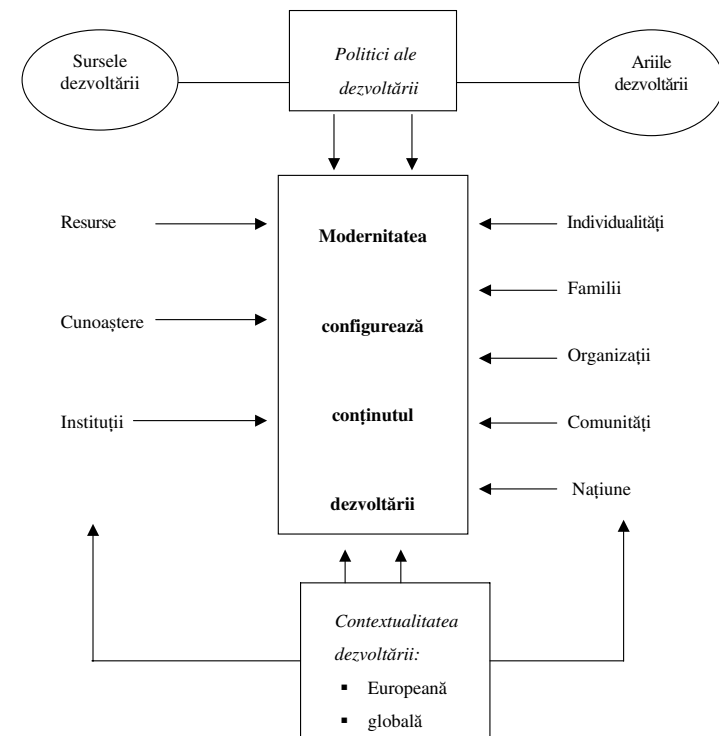 Sursele
dezvoltării
Politici ale
dezvoltării
Ariile
dezvoltării
Resurse
Cunoaștere
Instituții
Modernitatea
configurează
conținutul
dezvoltării
Individualități
Familii
Organizații
Comunități
Națiune
Contextualitatea
dezvoltării:
▪ Europeană
▪ globală